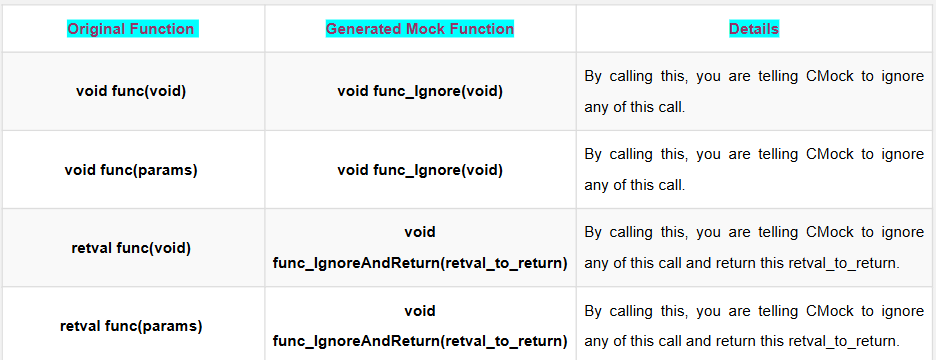 Original Function
Generated Mock Function
Details
void func(void)
void func_Ignore(void)
By calling this, you are telling CMock to ignore
any of this call.
void func(params)
void func_Ignore(void)
By calling this, you are telling CMock to ignore
any of this call.
retval func(void)
void
func_IgnoreAndReturn(retval_to_return)
By calling this, you are telling CMock to ignore
any of this call and return this retval_to_return.
retval func(params)
void
func_IgnoreAndReturn(retval_to_return)
By calling this, you are telling CMock to ignore
any of this call and return this retval_to_return.